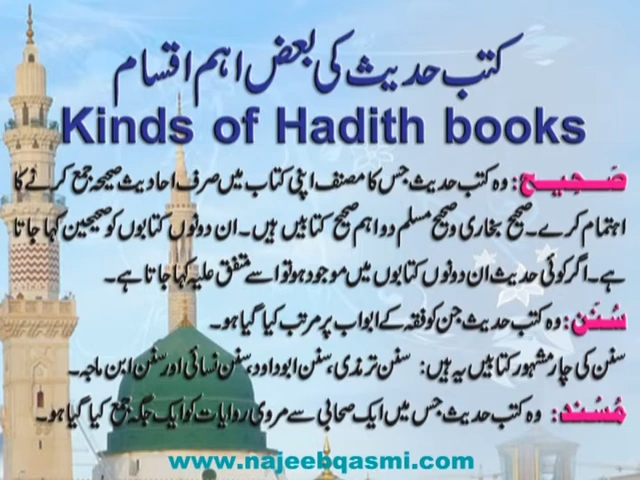 کتب حدیث کی بعض اہم اقسام
Kinds of Hadith books
صَحِیح: وہ کتب حدیث جس کا مصنف اپنی کتاب میں صرف احادیث صحیحہ جمع کرنے کا
اہتمام کرے۔ صحیح بخاری و صحیح مسلم دو اہم صحیح کتابیں ہیں۔ ان دونوں کتابوں کو صحیحین کہا جاتا
ہے۔ اگر کوئی حدیث ان دونوں کتابوں میں موجود ہو تو اسے متفق علیہ کہا جاتا ہے۔
سُنَن: وہ کتب حدیث جن کو فقہ کے ابواب پر مرتب کیا گیا ہو۔
سنن کی چار مشہور کتابیں یہ ہیں: سنن ترمذی، سنن ابوداود، سنن نسائی اور سنن ابن ماجہ۔
مُسْنَد: وہ کتب حدیث جس میں ایک صحابی سے مروی روایات کو ایک جگہ جمع کیا گیا ہو۔
www.najeebqasmi.com